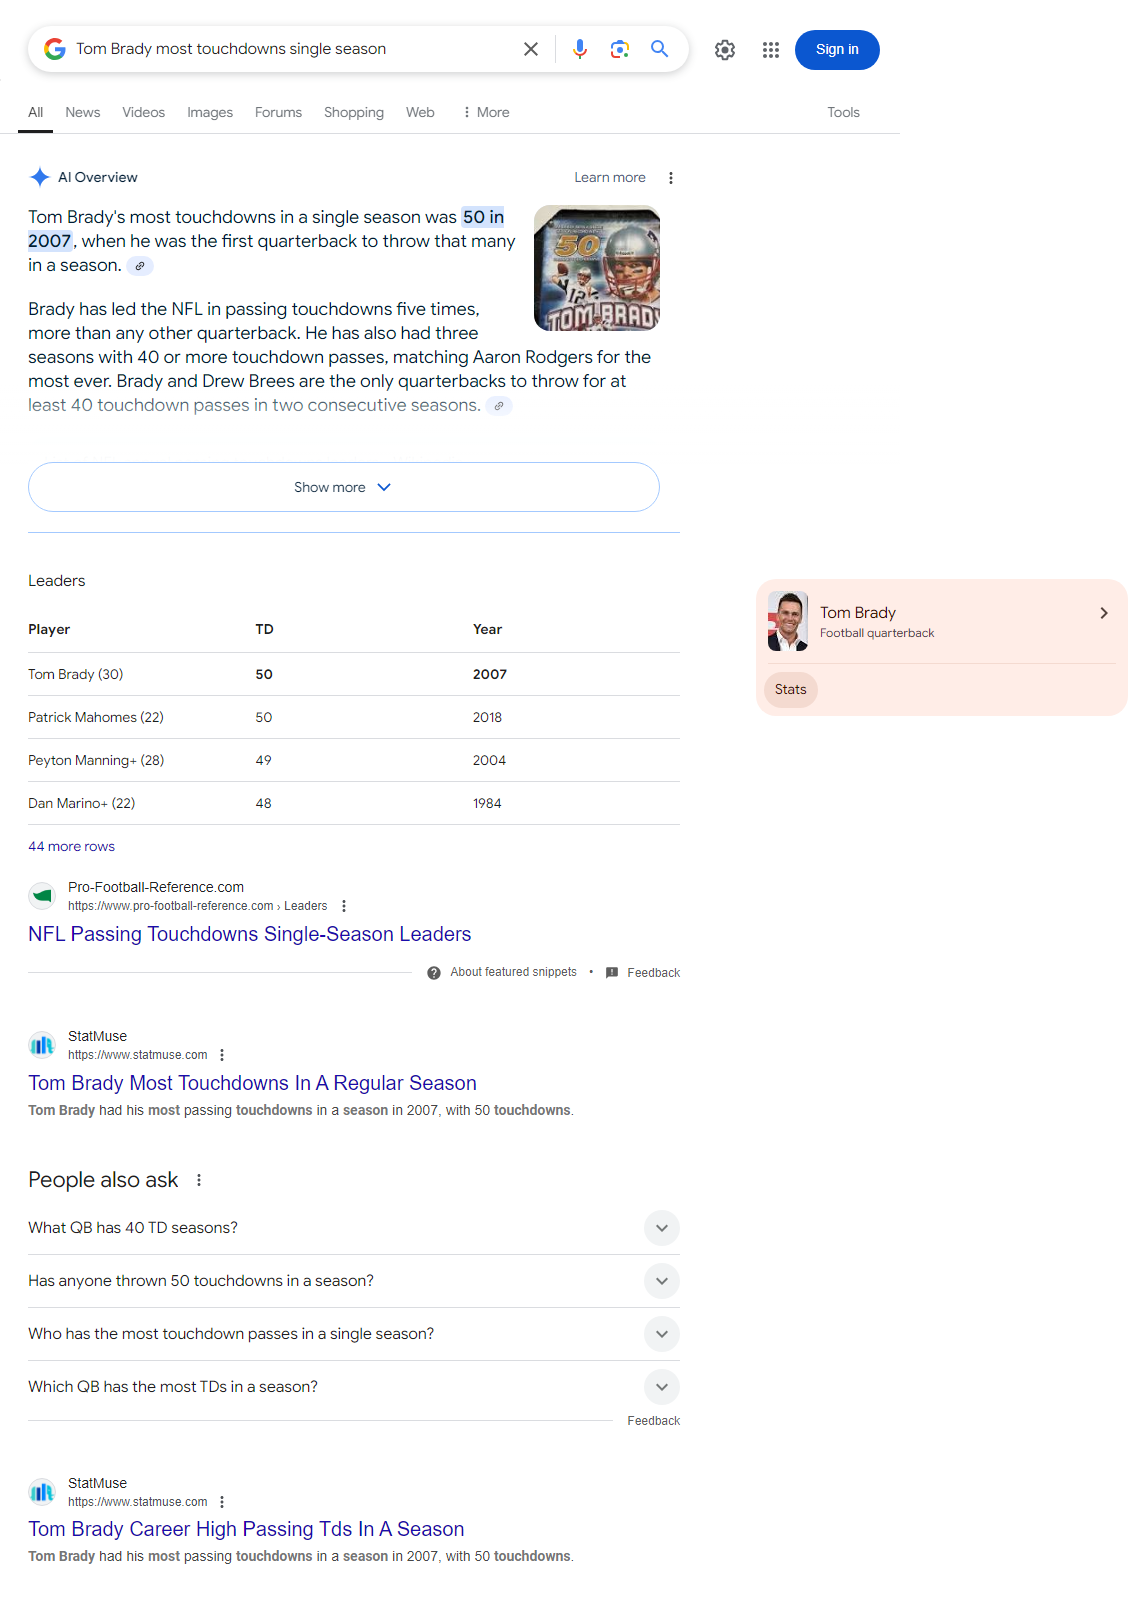 Tom Brady most touchdowns single season
Sign in
All News Videos Images Forums Shopping Web More Tools
AI Overview Learn more
Tom Brady's most touchdowns in a single season was 50 in
2007, when he was the first quarterback to throw that many
in a season.
50
12
TOM BRADY
Brady has led the NFL in passing touchdowns five times,
more than any other quarterback. He has also had three
seasons with 40 or more touchdown passes, matching Aaron Rodgers for the
most ever. Brady and Drew Brees are the only quarterbacks to throw for at
least 40 touchdown passes in two consecutive seasons.
Show more
Leaders
Player TD Year
Tom Brady (30) 50 2007
Patrick Mahomes (22) 50 2018
Peyton Manning+ (28) 49 2004
Dan Marino+ (22) 48 1984
44 more rows
Tom Brady
Football quarterback
Stats
Pro-Football-Reference.com
https://www.pro-football-reference.com › Leaders
NFL Passing Touchdowns Single-Season Leaders
About featured snippets • Feedback
StatMuse
https://www.statmuse.com
Tom Brady Most Touchdowns In A Regular Season
Tom Brady had his most passing touchdowns in a season in 2007, with 50 touchdowns.
People also ask
What QB has 40 TD seasons?
Has anyone thrown 50 touchdowns in a season?
Who has the most touchdown passes in a single season?
Which QB has the most TDs in a season?
Feedback
StatMuse
https://www.statmuse.com
Tom Brady Career High Passing Tds In A Season
Tom Brady had his most passing touchdowns in a season in 2007, with 50 touchdowns.